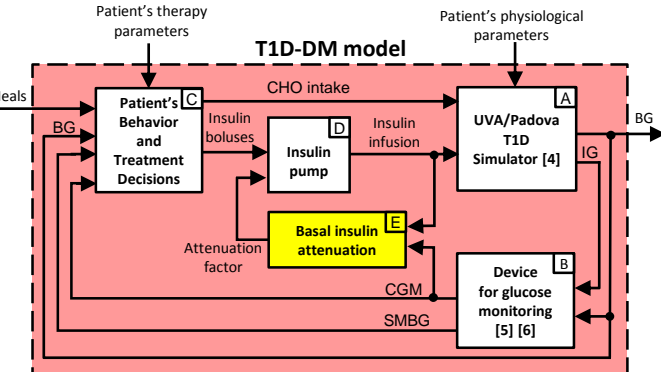 Patient's therapy
parameters
Patient's physiological
parameters
T1D-DM model
eals
BG
C
Patient's
Behavior
and
Treatment
Decisions
CHO intake
Insulin
boluses
D
Insulin
pump
Insulin
infusion
A
UVA/Padova
T1D
Simulator [4]
BG
IG
E
Basal insulin
attenuation
Attenuation
factor
B
Device
for glucose
monitoring
[5] [6]
CGM
SMBG